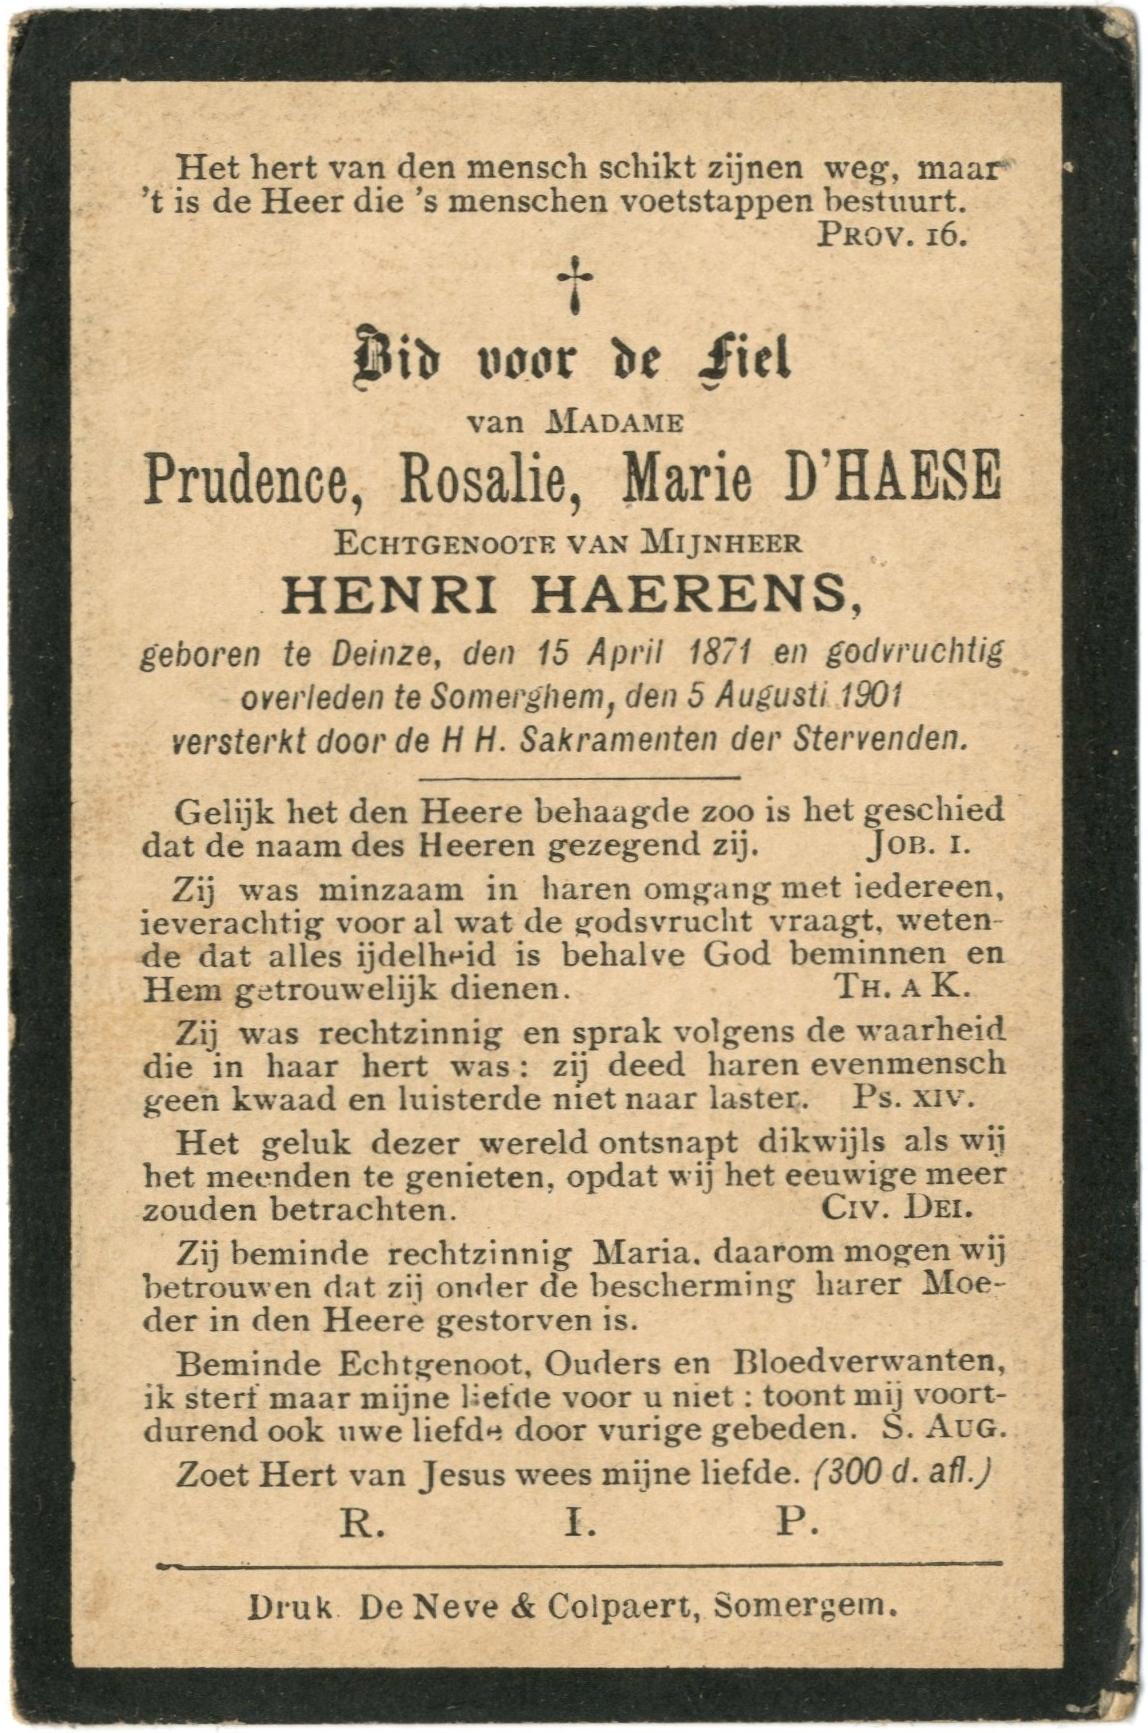 Het hert van den mensch schikt zijnen weg, maar
't is de Heer die 's menschen voetstappen bestuurt.
PROV. 16.
Bid voor de Ziel
van MADAME
Prudence, Rosalie, Marie D'HAESE
ECHTGENOOTE VAN MIJNHEER
HENRI HAERENS,
geboren te Deinze, den 15 April 1871 en godvruchtig
overleden te Somerghem, den 5 Augusti 1901
versterkt door de H H. Sakramenten der Stervenden.
Gelijk het den Heere behaagde zoo is het geschied
dat de naam des Heeren gezegend zij. JOB. I.
Zij was minzaam in haren omgang met iedereen,
ieverachtig voor al wat de godsvrucht vraagt, weten-
de dat alles ijdelheid is behalve God beminnen en
Hem getrouwelijk dienen. TH. A K.
Zij was rechtzinnig en sprak volgens de waarheid
die in haar hert was : zij deed haren evenmensch
geen kwaad en luisterde niet naar laster. Ps. XIV.
Het geluk dezer wereld ontsnapt dikwijls als wij
het meenden te genieten, opdat wij het eeuwige meer
zouden betrachten. CIV. DEI.
Zij beminde rechtzinnig Maria, daarom mogen wij
betrouwen dat zij onder de bescherming harer Moe-
der in den Heere gestorven is.
Beminde Echtgenoot, Ouders en Bloedverwanten,
ik sterf maar mijne liefde voor u niet : toont mij voort-
durend ook uwe liefde door vurige gebeden. S. AUG.
Zoet Hert van Jesus wees mijne liefde. (300 d. afl.)
R. I. P.
Druk. De Neve & Colpaert, Somergem.